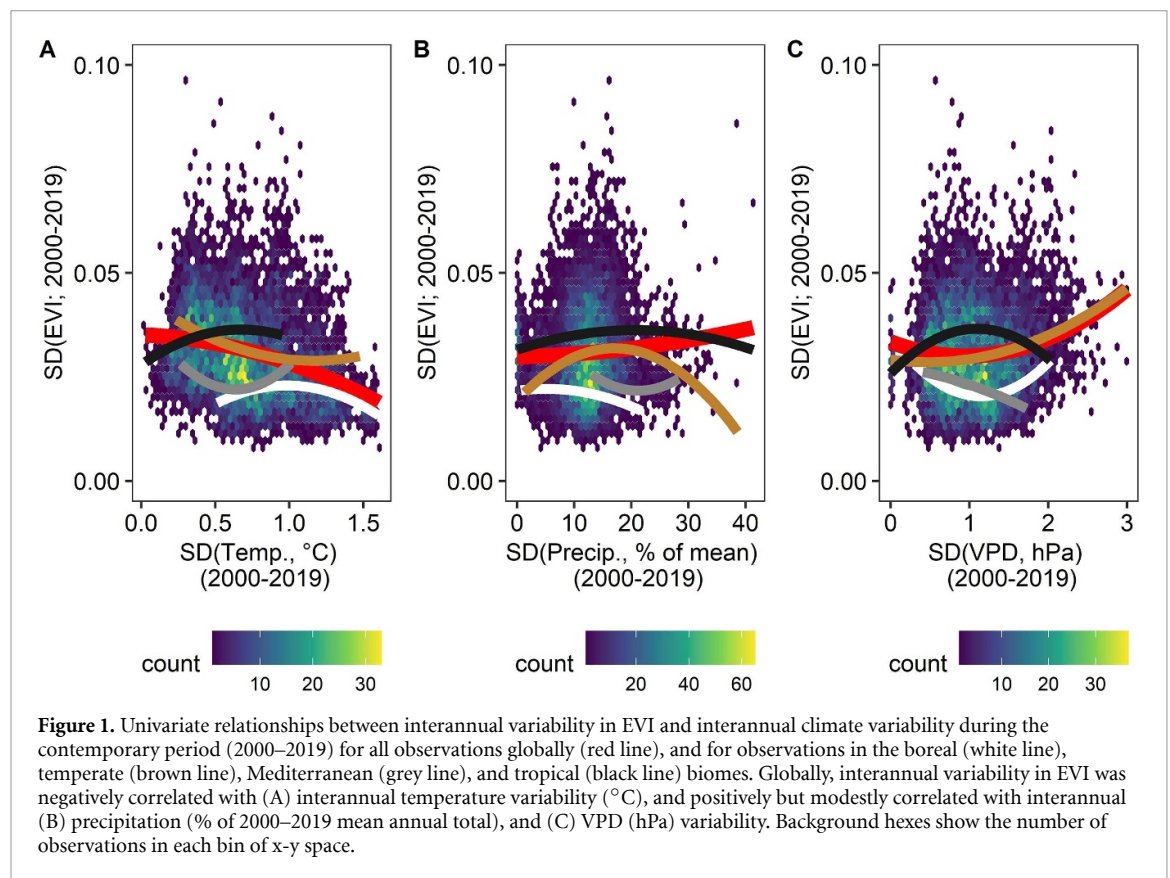 A
B
C
0.10
0.10
0.10
SD(EVI; 2000-2019)
SD(EVI; 2000-2019)
SD(EVI; 2000-2019)
0.05
0.05
0.05
0.00
0.00
0.00
0.0 0.5 1.0 1.5
0 10 20 30 40
0 1 2 3
SD(Temp., °C)
(2000-2019)
SD(Precip., % of mean)
(2000-2019)
SD(VPD, hPa)
(2000-2019)
count
10 20 30
count
20 40 60
count
10 20 30
Figure 1. Univariate relationships between interannual variability in EVI and interannual climate variability during the
contemporary period (2000–2019) for all observations globally (red line), and for observations in the boreal (white line),
temperate (brown line), Mediterranean (grey line), and tropical (black line) biomes. Globally, interannual variability in EVI was
negatively correlated with (A) interannual temperature variability (°C), and positively but modestly correlated with interannual
(B) precipitation (% of 2000–2019 mean annual total), and (C) VPD (hPa) variability. Background hexes show the number of
observations in each bin of x-y space.